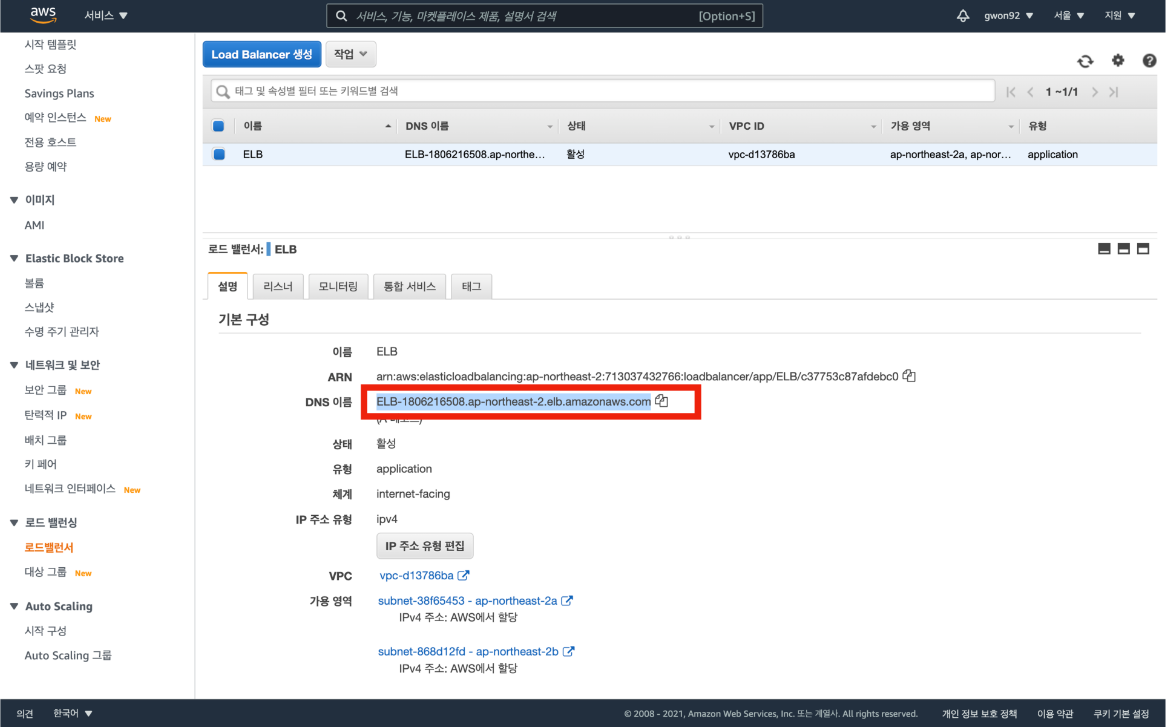 aws 서비스 ▼ 서비스, 기능, 마켓플레이스 제품, 설명서 검색 [Option+S] gwon92 ▼ 서울 ▼ 지원 ▼
시작 템플릿
스팟 요청
Savings Plans
예약 인스턴스 New
전용 호스트
용량 예약
▼ 이미지
AMI
▼ Elastic Block Store
볼륨
스냅샷
수명 주기 관리자
▼ 네트워크 및 보안
보안 그룹 New
탄력적 IP New
배치 그룹
키 페어
네트워크 인터페이스 New
▼ 로드 밸런싱
로드밸런서
대상 그룹 New
▼ Auto Scaling
시작 구성
Auto Scaling 그룹
Load Balancer 생성 작업
태그 및 속성별 필터 또는 키워드별 검색 1 ~1/1
이름 DNS 이름 상태 VPC ID 가용 영역 유형
ELB ELB-1806216508.ap-northe... 활성 vpc-d13786ba ap-northeast-2a, ap-nor... application
로드 밸런서: ELB
설명 리스너 모니터링 통합 서비스 태그
기본 구성
이름 ELB
ARN arn:aws:elasticloadbalancing:ap-northeast-2:713037432766:loadbalancer/app/ELB/c37753c87afdebc0
DNS 이름 ELB-1806216508.ap-northeast-2.elb.amazonaws.com
(A 레코드)
상태 활성
유형 application
체계 internet-facing
IP 주소 유형 ipv4
IP 주소 유형 편집
VPC vpc-d13786ba
가용 영역 subnet-38f65453 - ap-northeast-2a
IPv4 주소: AWS에서 할당
subnet-868d12fd - ap-northeast-2b
IPv4 주소: AWS에서 할당
의견 한국어 ▼ © 2008 - 2021, Amazon Web Services, Inc. 또는 계열사. All rights reserved. 개인 정보 보호 정책 이용 약관 쿠키 기본 설정